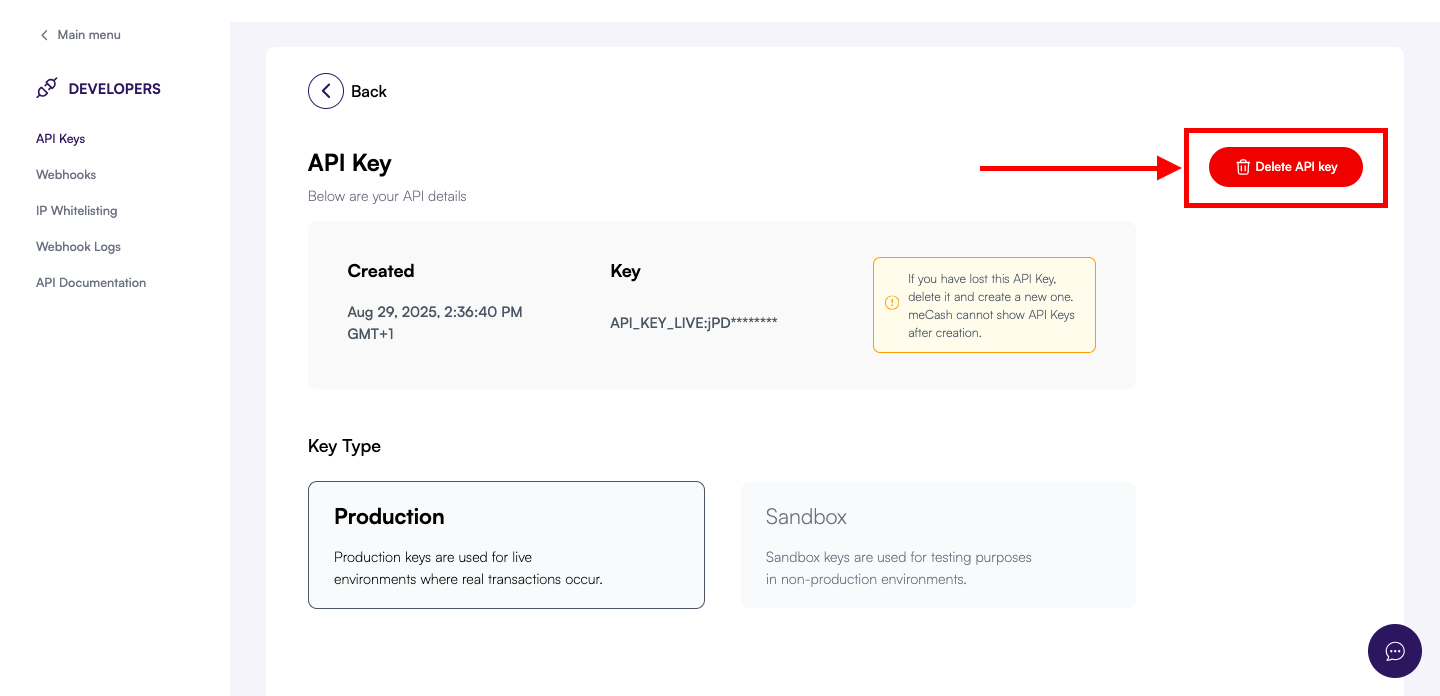 Main menu
DEVELOPERS
API Keys
Webhooks
IP Whitelisting
Webhook Logs
API Documentation
Back
API Key
Below are your API details
Delete API key
Created
Aug 29, 2025, 2:36:40 PM
GMT+1
Key
API_KEY_LIVE:jPD********
If you have lost this API Key,
delete it and create a new one.
meCash cannot show API Keys
after creation.
Key Type
Production
Production keys are used for live
environments where real transactions occur.
Sandbox
Sandbox keys are used for testing purposes
in non-production environments.